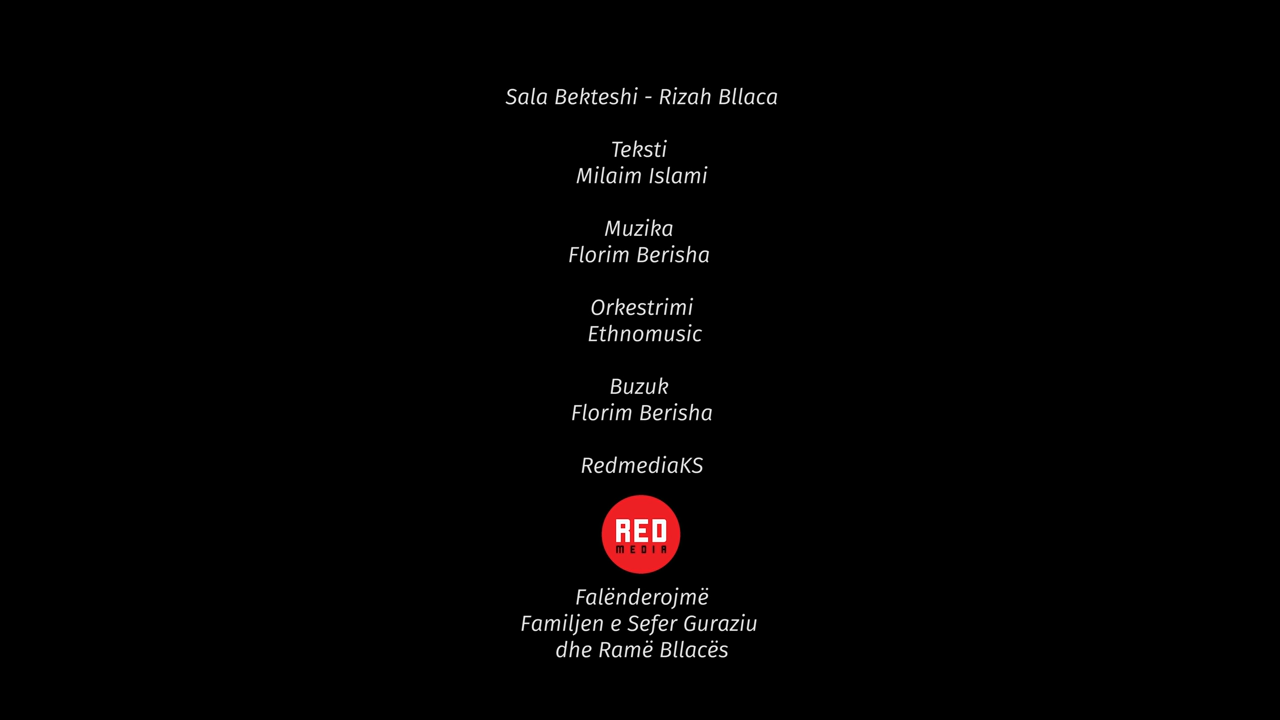 Sala Bekteshi - Rizah Bllaca
Teksti
Milaim Islami
Muzika
Florim Berisha
Orkestrimi
Ethnomusic
Buzuk
Florim Berisha
RedmediaKS
RED
MEDIA
Falënderojmë
Familjen e Sefer Guraziu
dhe Ramë Bllacës